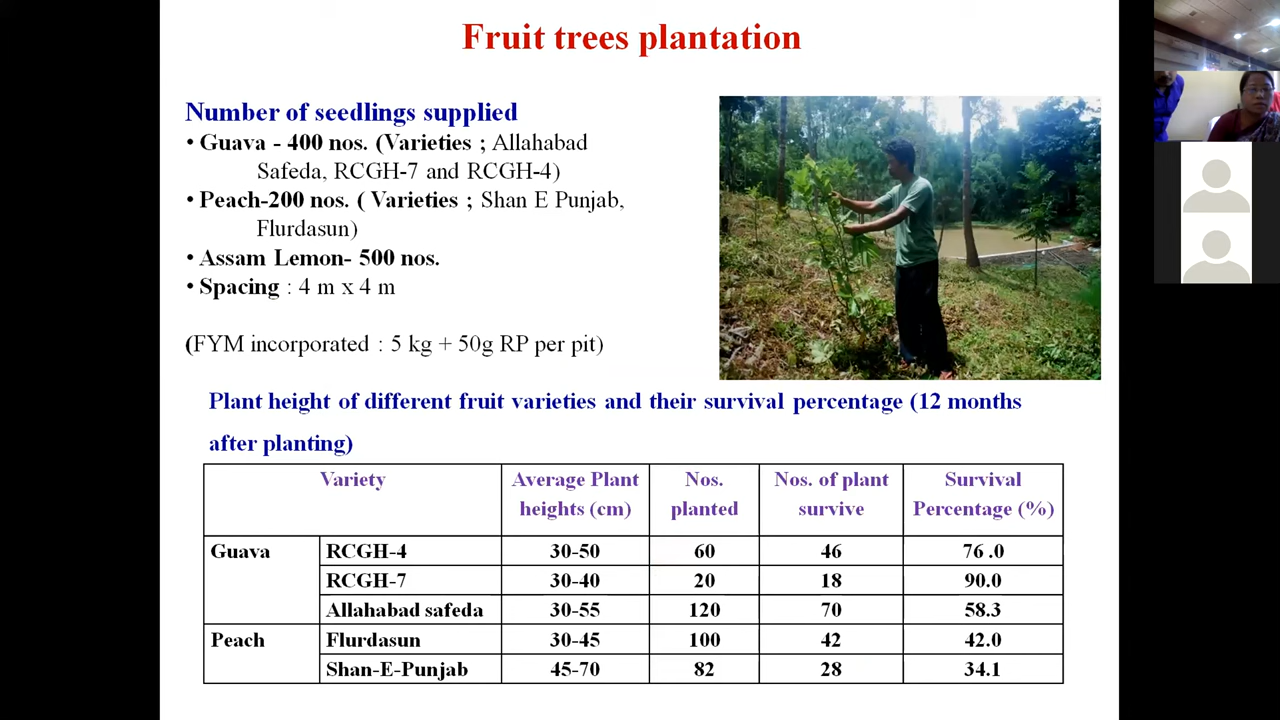 Fruit trees plantation
Number of seedlings supplied
• Guava - 400 nos. (Varieties ; Allahabad
Safeda, RCGH-7 and RCGH-4)
• Peach-200 nos. ( Varieties ; Shan E Punjab,
Flurdasun)
• Assam Lemon- 500 nos.
• Spacing : 4 m x 4 m
(FYM incorporated : 5 kg + 50g RP per pit)
Plant height of different fruit varieties and their survival percentage (12 months
after planting)
Variety Average Plant heights (cm) Nos. planted Nos. of plant survive Survival Percentage (%)
Guava RCGH-4 30-50 60 46 76 .0
RCGH-7 30-40 20 18 90.0
Allahabad safeda 30-55 120 70 58.3
Peach Flurdasun 30-45 100 42 42.0
Shan-E-Punjab 45-70 82 28 34.1